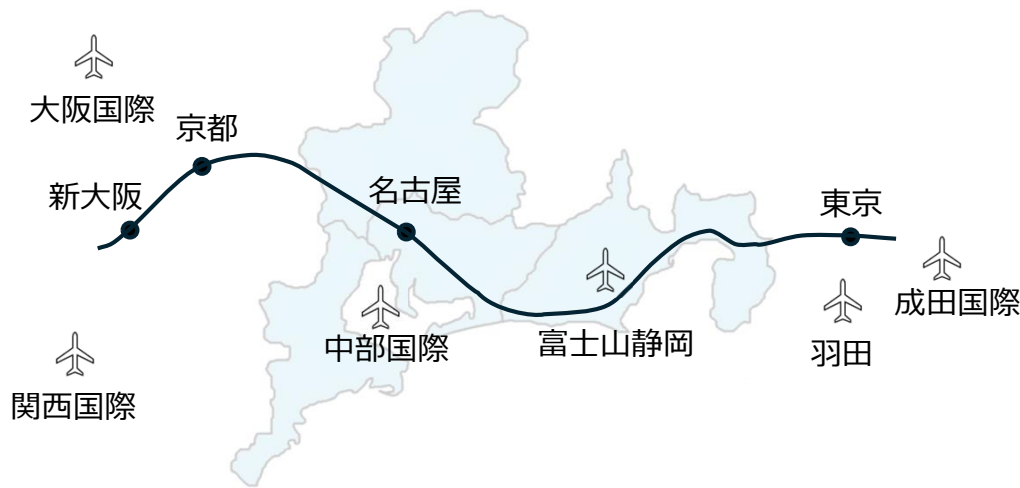 大阪国際
京都
新大阪
名古屋
東京
中部国際
富士山静岡
成田国際
羽田
関西国際